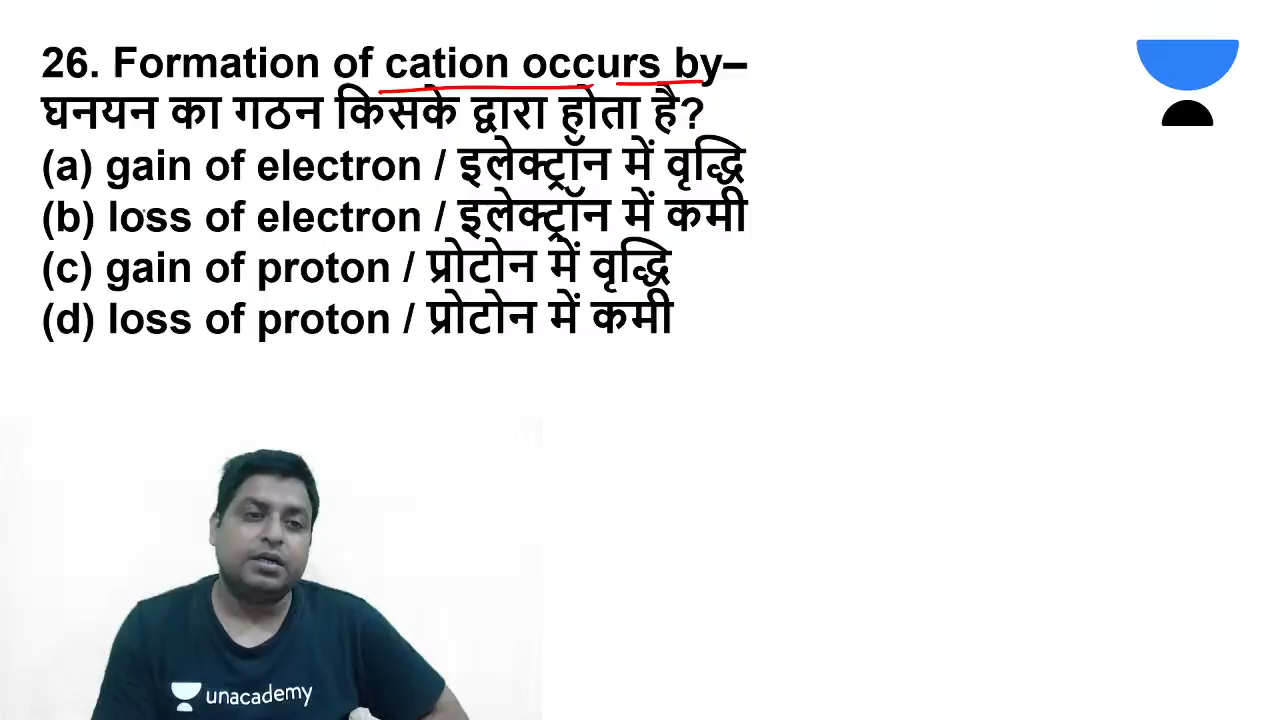 26. Formation of cation occurs by–
घनयन का गठन किसके द्वारा होता है?
(a) gain of electron / इलेक्ट्रॉन में वृद्धि
(b) loss of electron / इलेक्ट्रॉन में कमी
(c) gain of proton / प्रोटोन में वृद्धि
(d) loss of proton / प्रोटोन में कमी
unacademy